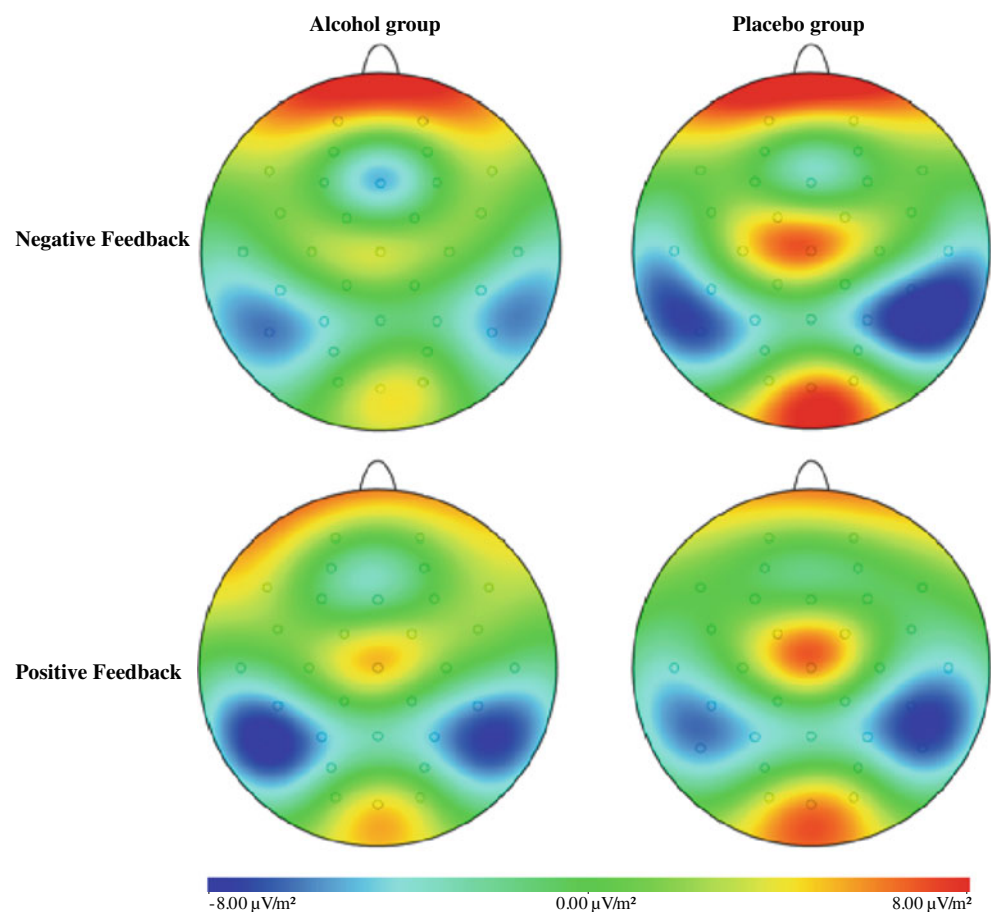 Alcohol group
Placebo group
Negative Feedback
Positive Feedback
-8.00 µV/m²
0.00 µV/m²
8.00 µV/m²